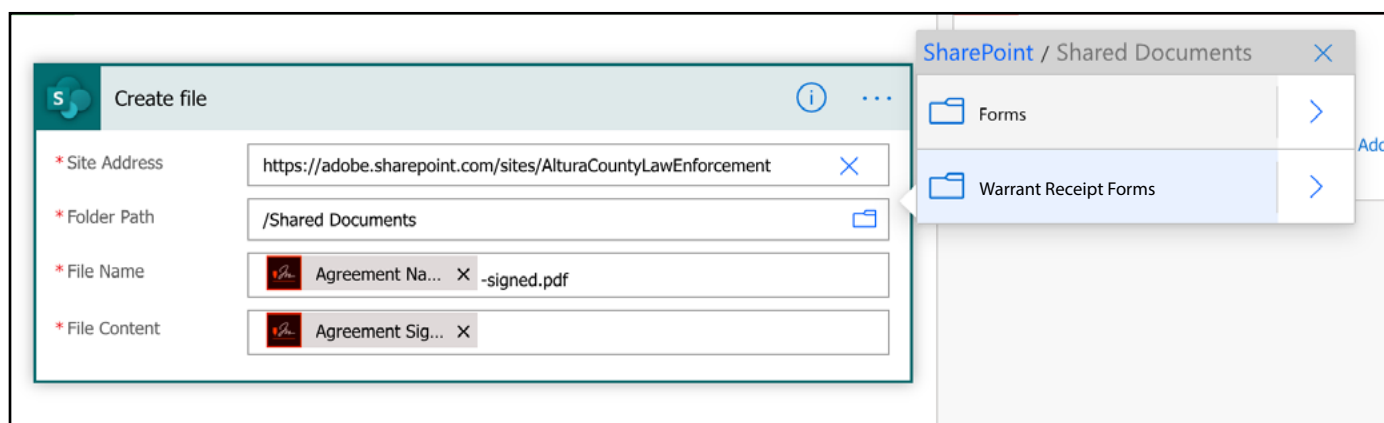 SharePoint / Shared Documents
S
Create file
Forms
* Site Address
https://adobe.sharepoint.com/sites/AlturaCountyLawEnforcement
Add
Warrant Receipt Forms
* Folder Path
/Shared Documents
* File Name
Agreement Na... × -signed.pdf
* File Content
Agreement Sig... ×